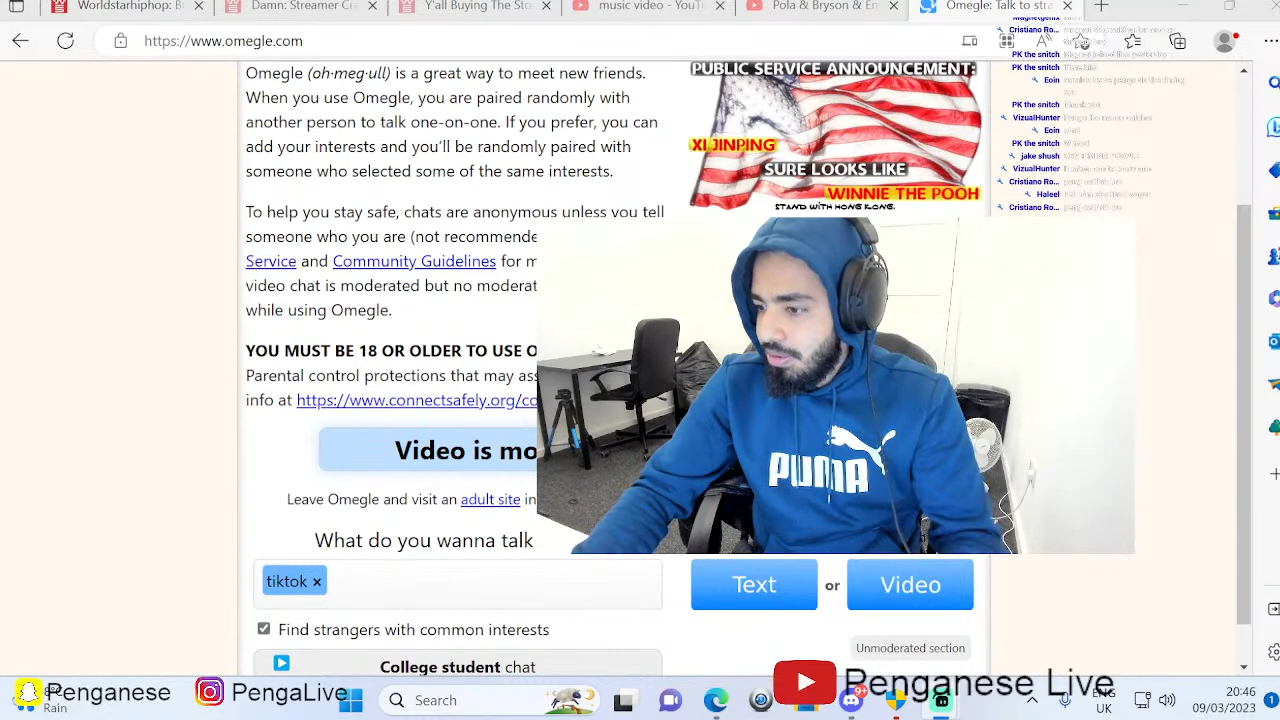 Worldstarhiphop B
Danm
Yanko Buying The Sto
music video - YouT
Pola & Bryson - En
Omegle: Talk to stra
https://www.omegle.com
Omegle (oh·meg·ull) is a great way to meet new friends.
When you use Omegle, you are paired randomly with
another person to talk one-on-one. If you prefer, you can
add your interests and you'll be randomly paired with
someone who selected some of the same interests.
To help you stay safe, chats are anonymous unless you tell
someone who you are (not recommende
Service and Community Guidelines for m
video chat is moderated but no moderat
while using Omegle.
YOU MUST BE 18 OR OLDER TO USE O
Parental control protections that may ass
info at https://www.connectsafely.org/co
Video is mo
Leave Omegle and visit an adult site in
What do you wanna talk
tiktok ×
Find strangers with common interests
College student chat
PUBLIC SERVICE ANNOUNCEMENT:
XI JINPING
SURE LOOKS LIKE
WINNIE THE POOH
STAND WITH HONG KONG.
Cristiano Ro...
PK the snitch
PK the snitch
Eoin
PK the snitch
VizualHunter
Eoin
PK the snitch
jake shush
VizualHunter
Cristiano Ro...
Haleel
Cristiano Ro...
PUMA
Text or Video
Unmoderated section
Penganese
PengaLive
Penganese Live
Rain
Search
9+
ENG
UK
20:46
09/03/2023
1